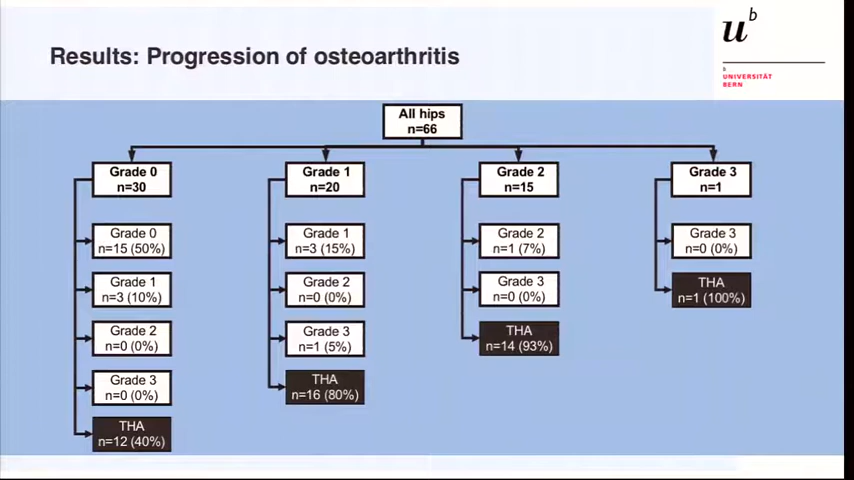 Results: Progression of osteoarthritis
u
b
b
UNIVERSITÄT
BERN
All hips
n=66
Grade 0
n=30
Grade 0
n=15 (50%)
Grade 1
n=3 (10%)
Grade 2
n=0 (0%)
Grade 3
n=0 (0%)
THA
n=12 (40%)
Grade 1
n=20
Grade 1
n=3 (15%)
Grade 2
n=0 (0%)
Grade 3
n=1 (5%)
THA
n=16 (80%)
Grade 2
n=15
Grade 2
n=1 (7%)
Grade 3
n=0 (0%)
THA
n=14 (93%)
Grade 3
n=1
Grade 3
n=0 (0%)
THA
n=1 (100%)